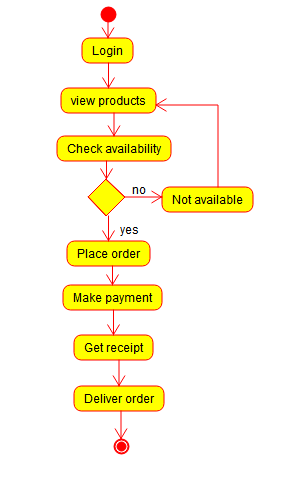 Login
view products
Check availability
no
Not available
yes
Place order
Make payment
Get receipt
Deliver order